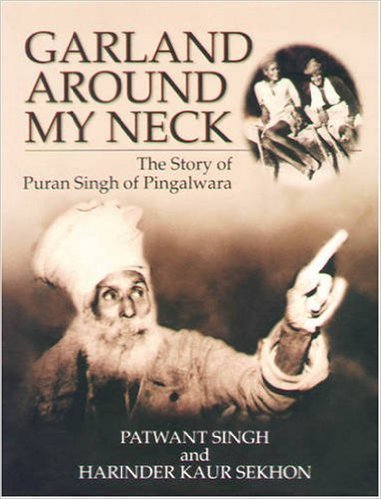 GARLAND
AROUND
MY NECK
The Story of
Puran Singh of Pingalwara
PATWANT SINGH
and
HARINDER KAUR SEKHON